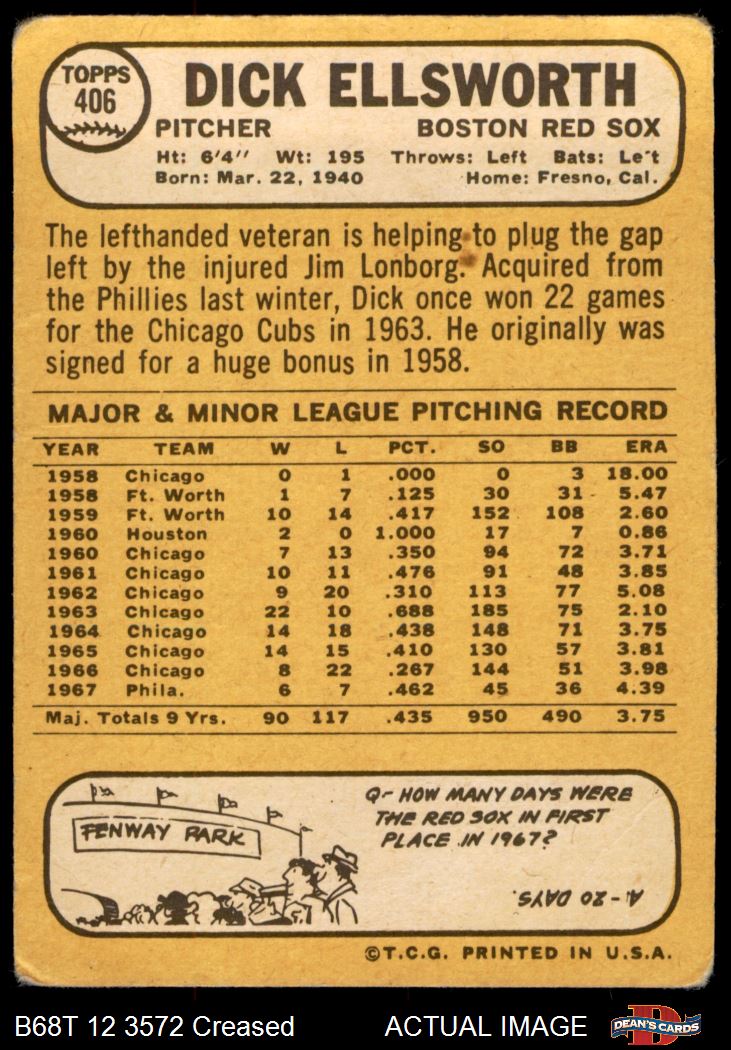 TOPPS
406
DICK ELLSWORTH
PITCHER BOSTON RED SOX
Ht: 6'4'' Wt: 195 Throws: Left Bats: Le't
Born: Mar. 22, 1940 Home: Fresno, Cal.
The lefthanded veteran is helping to plug the gap
left by the injured Jim Lonborg. Acquired from
the Phillies last winter, Dick once won 22 games
for the Chicago Cubs in 1963. He originally was
signed for a huge bonus in 1958.
MAJOR & MINOR LEAGUE PITCHING RECORD
YEAR TEAM W L PCT. SO BB ERA
1958 Chicago 0 1 .000 0 3 18.00
1958 Ft. Worth 1 7 .125 30 31 5.47
1959 Ft. Worth 10 14 .417 152 108 2.60
1960 Houston 2 0 1.000 17 7 0.86
1960 Chicago 7 13 .350 94 72 3.71
1961 Chicago 10 11 .476 91 48 3.85
1962 Chicago 9 20 .310 113 77 5.08
1963 Chicago 22 10 .688 185 75 2.10
1964 Chicago 14 18 .438 148 71 3.75
1965 Chicago 14 15 .410 130 57 3.81
1966 Chicago 8 22 .267 144 51 3.98
1967 Phila. 6 7 .462 45 36 4.39
Maj. Totals 9 Yrs. 90 117 .435 950 490 3.75
FENWAY PARK
Q- HOW MANY DAYS WERE
THE RED SOX IN FIRST
PLACE IN 1967?
A- 20 DAYS.
©T.C.G. PRINTED IN U.S.A.
B68T 12 3572 Creased ACTUAL IMAGE
DEAN'S CARDS